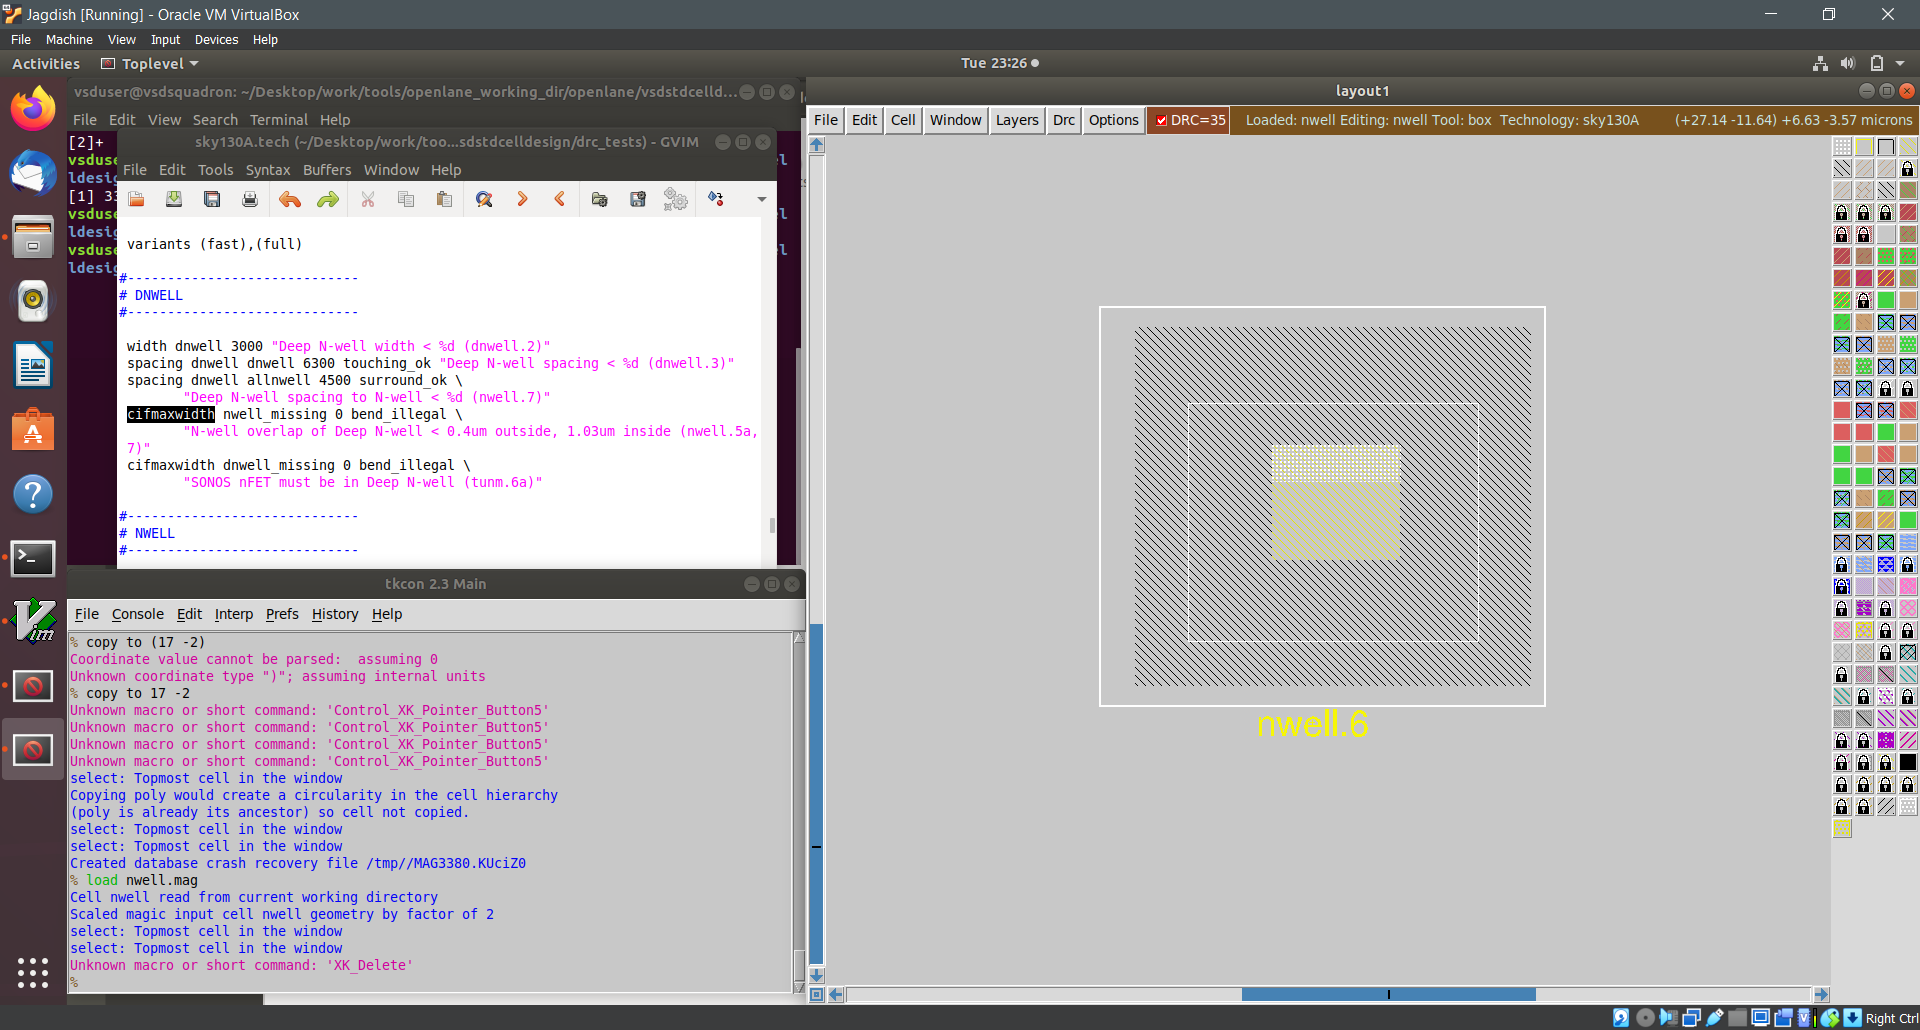 Jagdish [Running] - Oracle VM VirtualBox
File Machine View Input Devices Help
Activities Toplevel Tue 23:26
vsduser@vsdsquadron: ~/Desktop/work/tools/openlane_working_dir/openlane/vsdstdcelld...
File Edit View Search Terminal Help
[2]+
vsduse
ldesig
[1] 33
vsduse
ldesig
vsduse
ldesig
el
el
el
sky130A.tech (~/Desktop/work/too...sdstdcelldesign/drc_tests) - GVIM
File Edit Tools Syntax Buffers Window Help
variants (fast),(full)
#-----------------------------
# DNWELL
#-----------------------------
width dnwell 3000 "Deep N-well width < %d (dnwell.2)"
spacing dnwell dnwell 6300 touching_ok "Deep N-well spacing < %d (dnwell.3)"
spacing dnwell allnwell 4500 surround_ok \
"Deep N-well spacing to N-well < %d (nwell.7)"
cifmaxwidth nwell_missing 0 bend_illegal \
"N-well overlap of Deep N-well < 0.4um outside, 1.03um inside (nwell.5a,
7)"
cifmaxwidth dnwell_missing 0 bend_illegal \
"SONOS nFET must be in Deep N-well (tunm.6a)"
#-----------------------------
# NWELL
#-----------------------------
tkcon 2.3 Main
File Console Edit Interp Prefs History Help
% copy to (17 -2)
Coordinate value cannot be parsed:  assuming 0
Unknown coordinate type ")"; assuming internal units
% copy to 17 -2
Unknown macro or short command: 'Control_XK_Pointer_Button5'
Unknown macro or short command: 'Control_XK_Pointer_Button5'
Unknown macro or short command: 'Control_XK_Pointer_Button5'
Unknown macro or short command: 'Control_XK_Pointer_Button5'
select: Topmost cell in the window
Copying poly would create a circularity in the cell hierarchy
(poly is already its ancestor) so cell not copied.
select: Topmost cell in the window
select: Topmost cell in the window
Created database crash recovery file /tmp//MAG3380.KUciZ0
% load nwell.mag
Cell nwell read from current working directory
Scaled magic input cell nwell geometry by factor of 2
select: Topmost cell in the window
select: Topmost cell in the window
Unknown macro or short command: 'XK_Delete'
%
layout1
File Edit Cell Window Layers Drc Options DRC=35 Loaded: nwell Editing: nwell Tool: box Technology: sky130A (+27.14 -11.64) +6.63 -3.57 microns
nwell.6
Right Ctrl